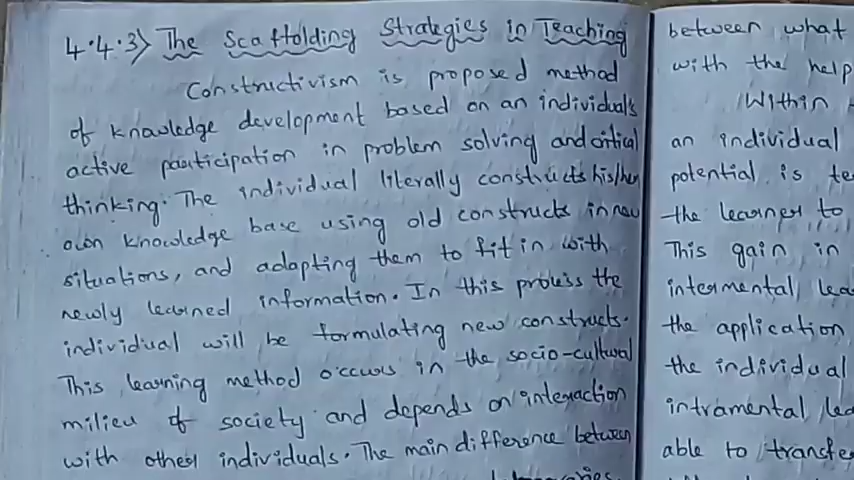 4.4.3) The Scaffolding Strategies in Teaching
Constructivism is proposed method
of knowledge development based on an individual's
active participation in problem solving and critical
thinking. The individual literally constructs his/her
own knowledge base using old constructs in new
situations, and adapting them to fit in with
newly learned information. In this process the
individual will be formulating new constructs.
This learning method occurs in the socio-cultural
milieu of society and depends on interaction
with other individuals. The main difference between
between what
with the help
Within
an individual
potential is
the learner to
This gain in
intermental
the application
the individual
intramental
able to